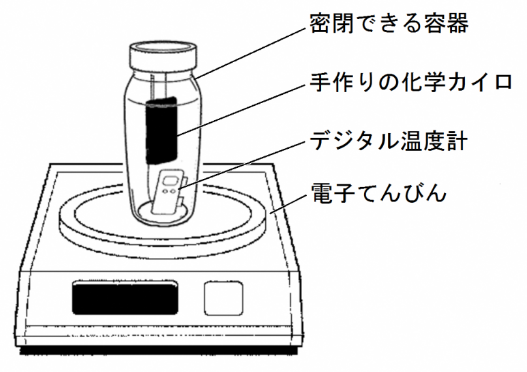 密閉できる容器
手作りの化学カイロ
デジタル温度計
電子てんびん